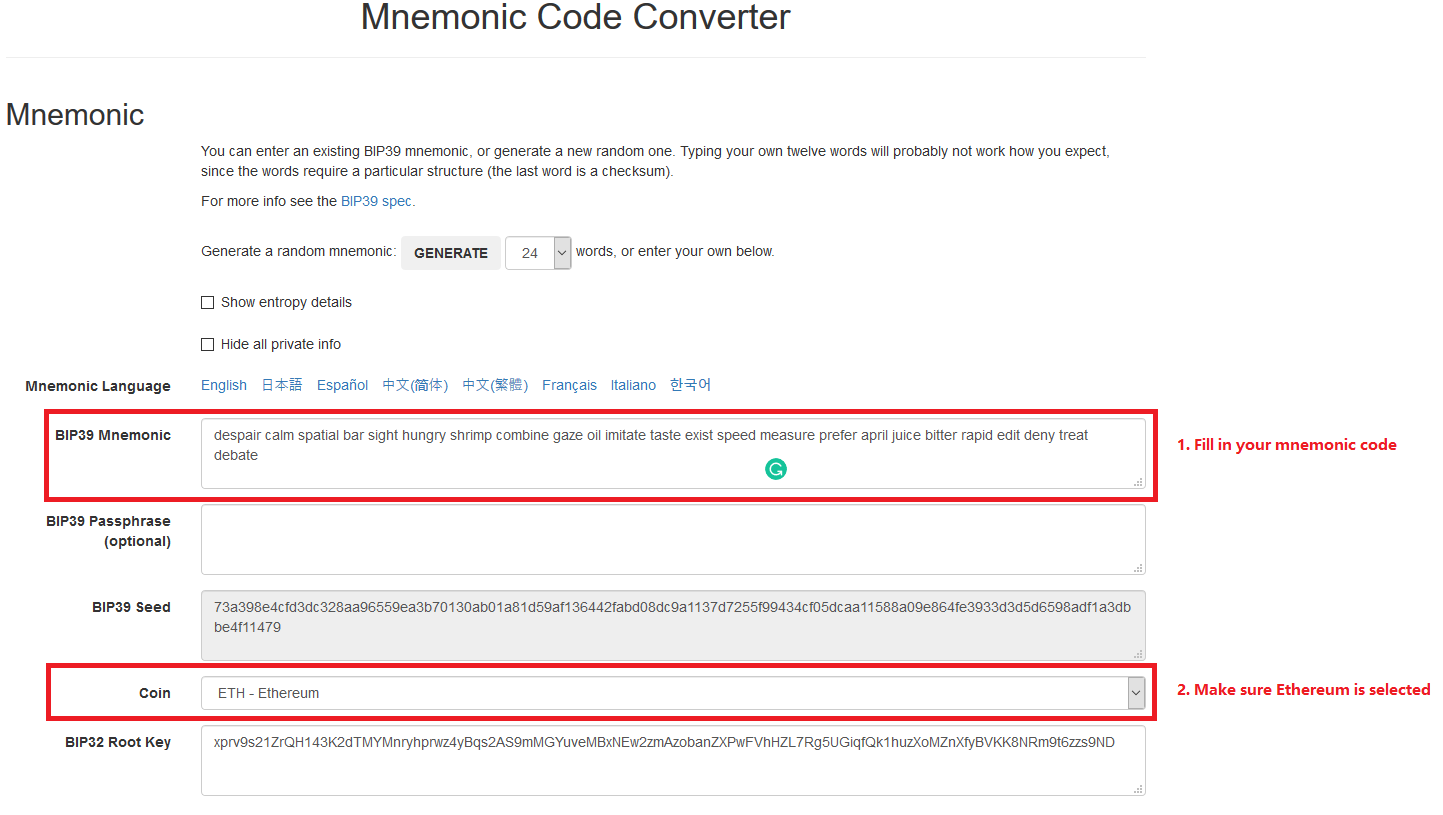 Mnemonic Code Converter
Mnemonic
You can enter an existing BIP39 mnemonic, or generate a new random one. Typing your own twelve words will probably not work how you expect,
since the words require a particular structure (the last word is a checksum).
For more info see the BIP39 spec.
Generate a random mnemonic: GENERATE 24 words, or enter your own below.
Show entropy details
Hide all private info
Mnemonic Language English 日本語 Español 中文(简体) 中文(繁體) Français Italiano 한국어
BIP39 Mnemonic despair calm spatial bar sight hungry shrimp combine gaze oil imitate taste exist speed measure prefer april juice bitter rapid edit deny treat
debate
1. Fill in your mnemonic code
BIP39 Passphrase
(optional)
BIP39 Seed 73a398e4cfd3dc328aa96559ea3b70130ab01a81d59af136442fabd08dc9a1137d7255f99434cf05dcaa11588a09e864fe3933d3d5d6598adf1a3db
be4f11479
Coin ETH - Ethereum
2. Make sure Ethereum is selected
BIP32 Root Key xprv9s21ZrQH143K2dTMYMnryhprwz4yBqs2AS9mMGYuveMBxNEw2zmAzobanZXPwFVhHZL7Rg5UGiqfQk1huzXoMZnXfyBVKK8NRm9t6zzs9ND